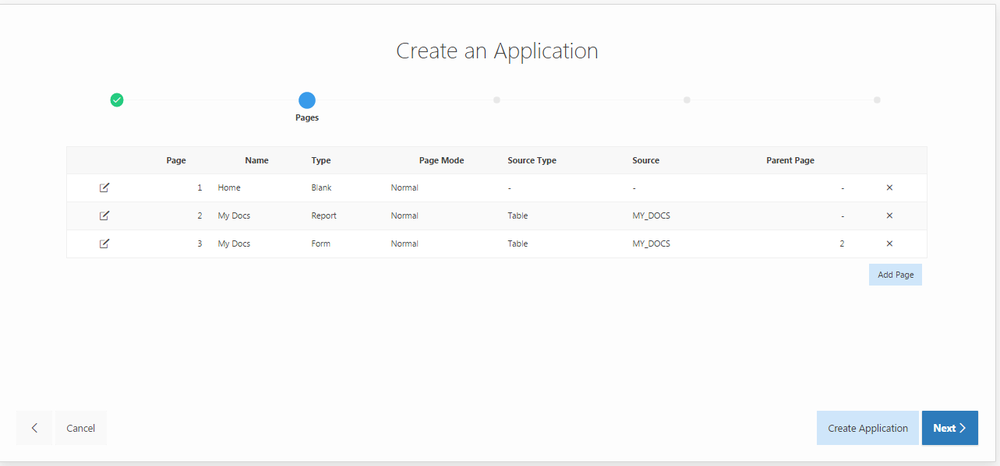 Create an Application
Pages
Page Name Type Page Mode Source Type Source Parent Page
1 Home Blank Normal - - -
2 My Docs Report Normal Table MY_DOCS -
3 My Docs Form Normal Table MY_DOCS 2
Add Page
Cancel Create Application Next